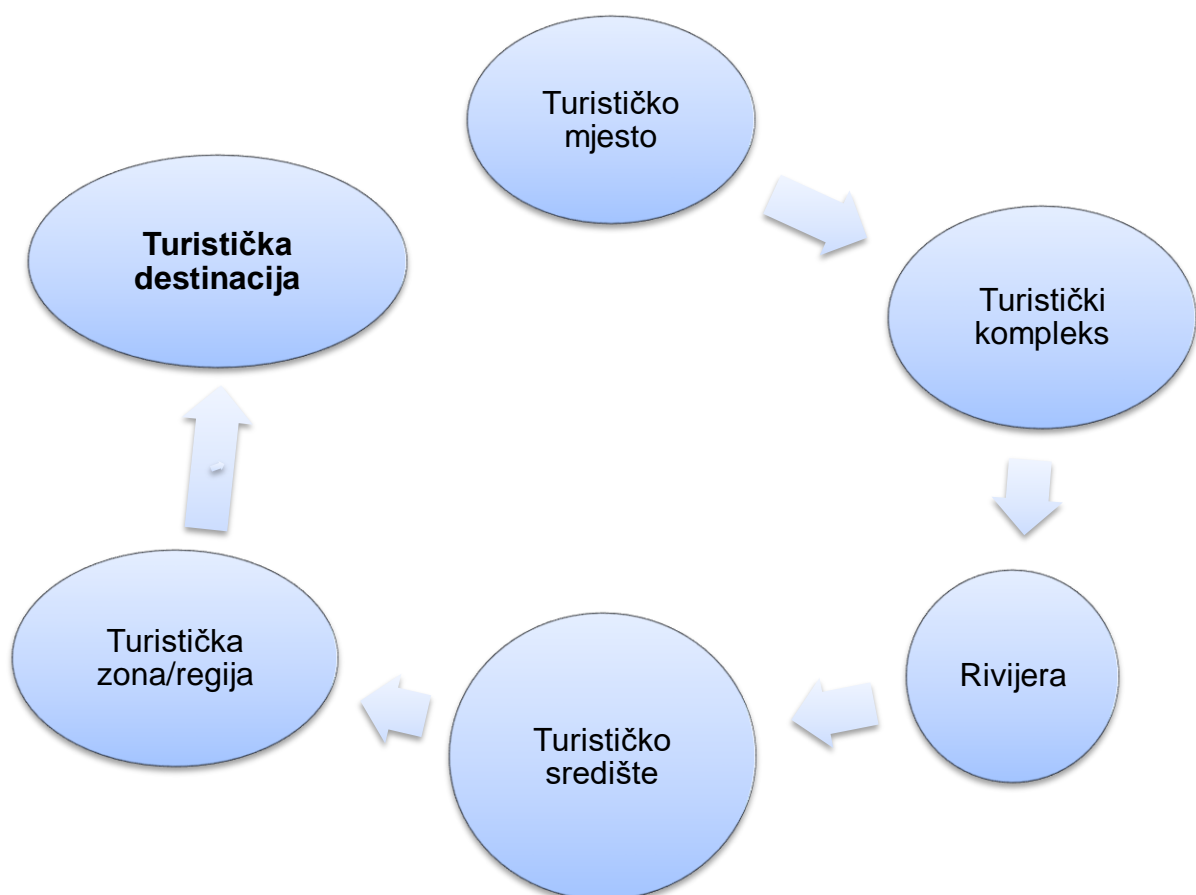 Turističko
mjesto
Turistički
kompleks
Rivijera
Turističko
središte
Turistička
zona/regija
Turistička
destinacija